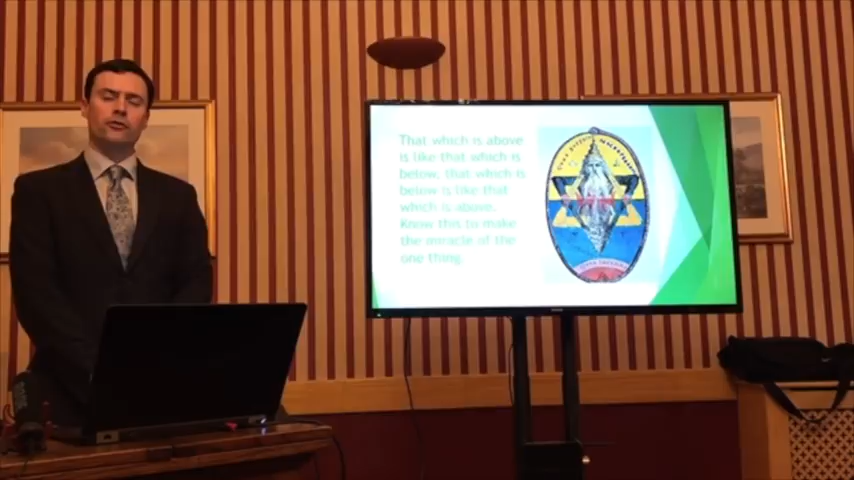 That which is above
is like that which is
below, that which is
below is like that
which is above.
Know this to make
the miracle of the
one thing.